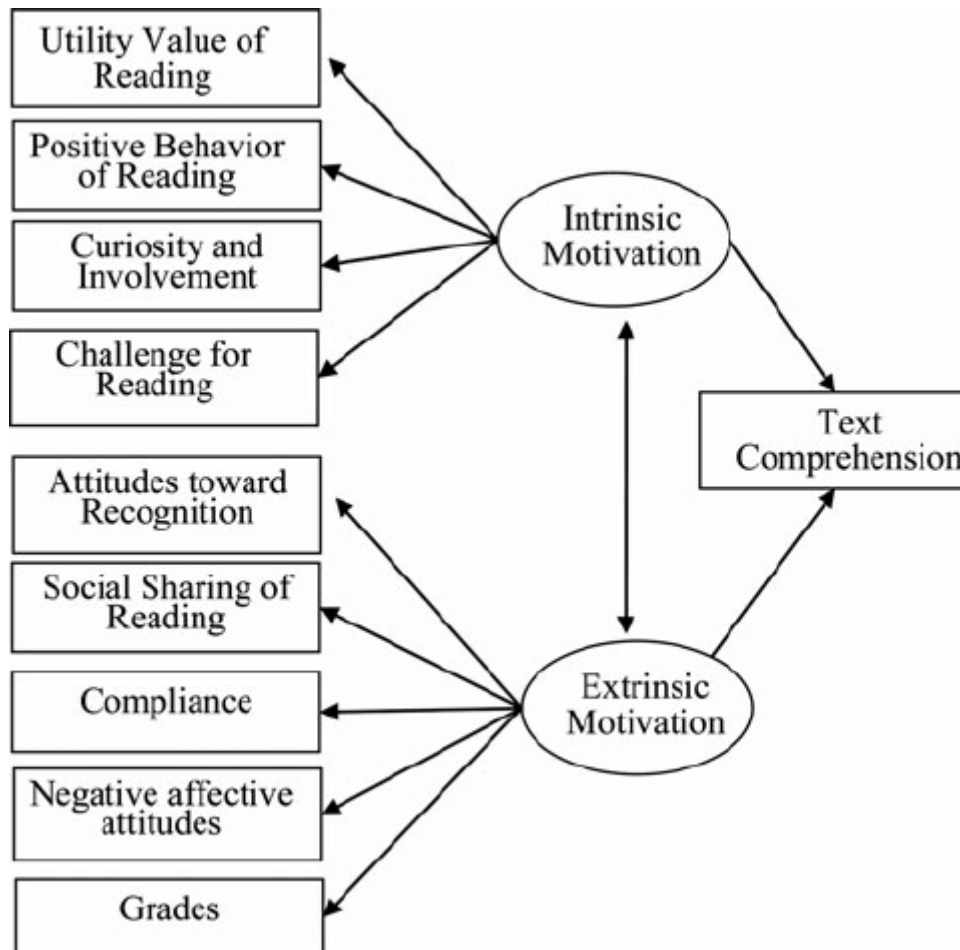 Utility Value of
Reading
Positive Behavior
of Reading
Curiosity and
Involvement
Challenge for
Reading
Attitudes toward
Recognition
Social Sharing of
Reading
Compliance
Negative affective
attitudes
Grades
Intrinsic
Motivation
Extrinsic
Motivation
Text
Comprehension